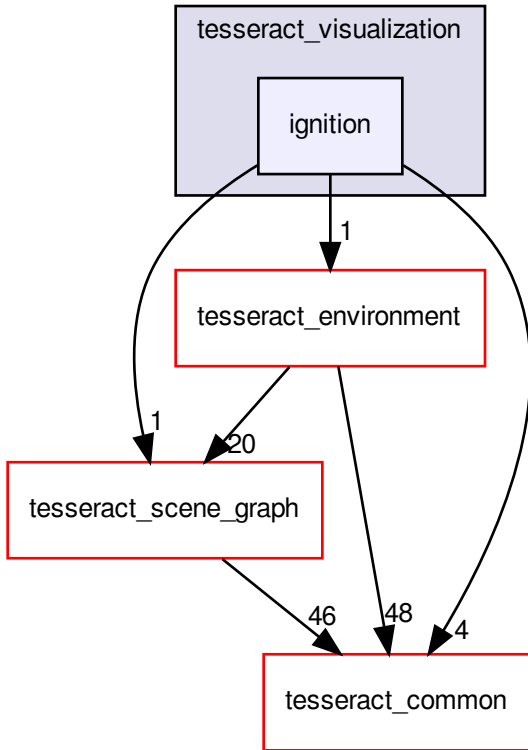 tesseract_visualization
ignition
1
tesseract_environment
1
20
tesseract_scene_graph
46
48
4
tesseract_common